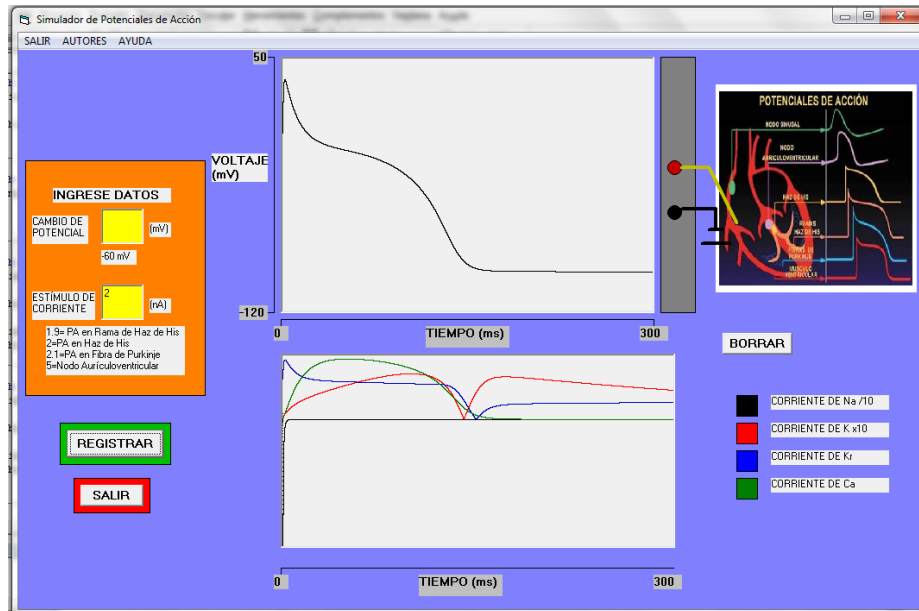 Simulador de Potenciales de Acción
SALIR AUTORES AYUDA
50
VOLTAJE
(mV)
-120
0 TIEMPO (ms) 300
INGRESE DATOS
CAMBIO DE
POTENCIAL
(mV)
-60 mV
ESTÍMULO DE
CORRIENTE
2
(nA)
1.9= PA en Rama de Haz de His
2=PA en Haz de His
2.1=PA en Fibra de Purkinje
5=Nodo Aurículoventricular
REGISTRAR
SALIR
POTENCIALES DE ACCIÓN
NODO SINUSAL
NODO
AURICULOVENTRICULAR
HAZ DE HIS
RAMAS
HAZ DE HIS
FIBRAS DE
PURKINJE
MUSCULO
VENTRICULAR
BORRAR
CORRIENTE DE Na /10
CORRIENTE DE K x10
CORRIENTE DE Kr
CORRIENTE DE Ca
0 TIEMPO (ms) 300